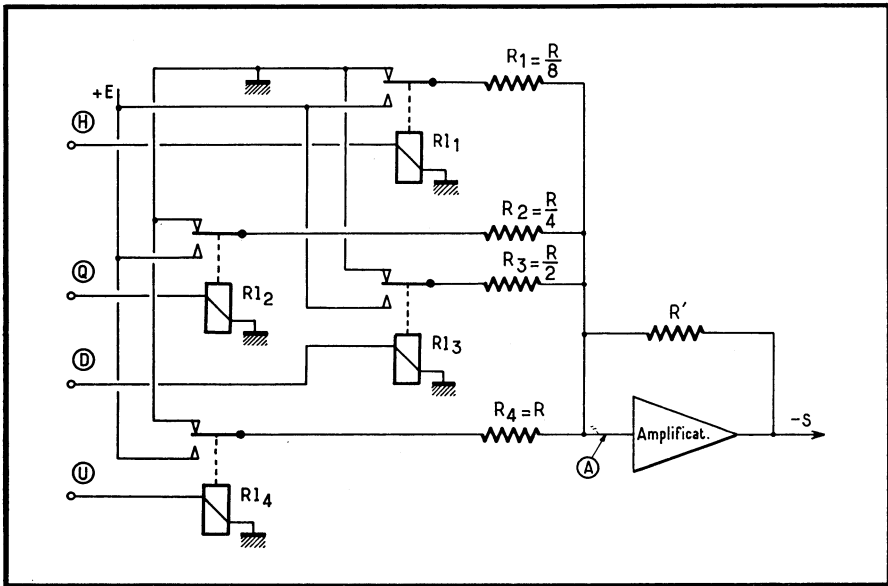 R1 = R/8
+E
H
Rl1
R2 = R/4
R3 = R/2
Q
Rl2
R'
D
Rl3
R4 = R
-S
Amplificat.
A
U
Rl4